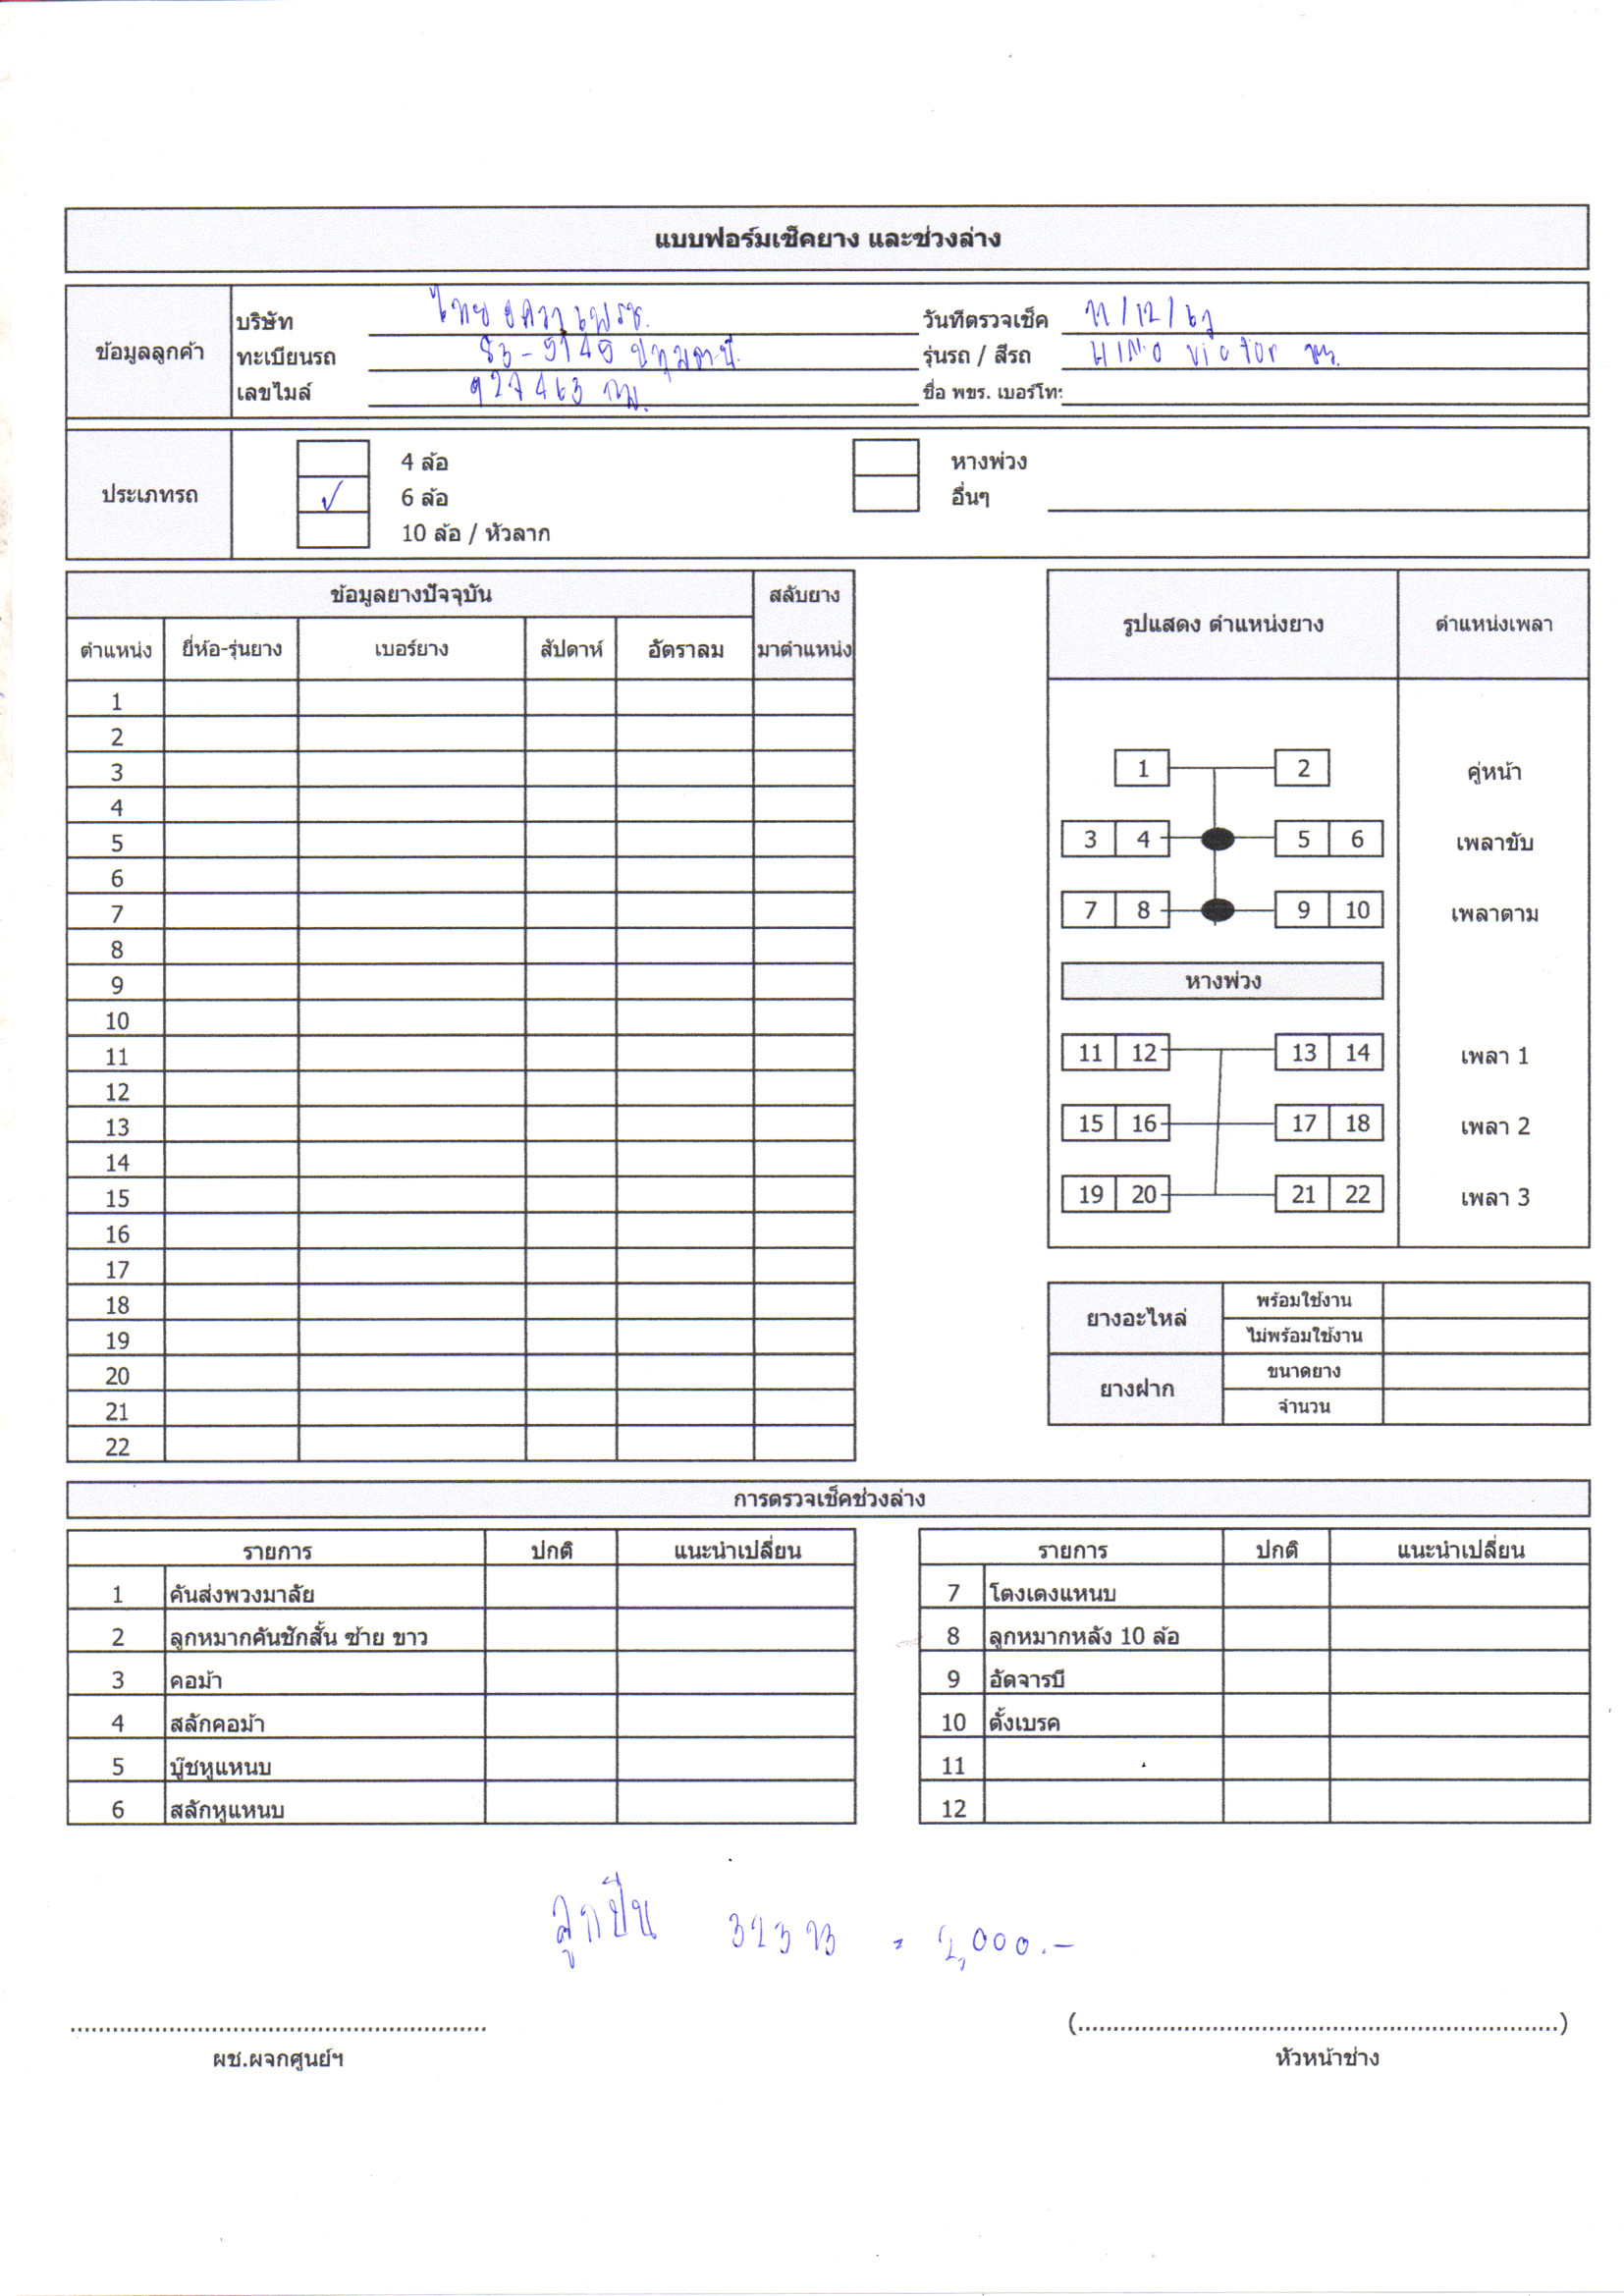 แบบฟอร์มเช็คยาง และช่วงล่าง
ข้อมูลลูกค้า
บริษัท ไทย
วันที่ตรวจเช็ค 11/12/67
ทะเบียนรถ 83-5145 ปทุมธานี
รุ่นรถ / สีรถ HINO victor
เลขไมล์ 927463 กม.
ชื่อ พขร. เบอร์โทร
ประเภทรถ
4 ล้อ
หางพ่วง
6 ล้อ
อื่นๆ
10 ล้อ / หัวลาก
ข้อมูลยางปัจจุบัน สลับยาง
ตำแหน่ง ยี่ห้อ-รุ่นยาง เบอร์ยาง สัปดาห์ อัตราลม มาตำแหน่ง
1
2
3
4
5
6
7
8
9
10
11
12
13
14
15
16
17
18
19
20
21
22
รูปแสดง ตำแหน่งยาง ตำแหน่งเพลา
1 2 คู่หน้า
3 4 5 6 เพลาขับ
7 8 9 10 เพลาตาม
หางพ่วง
11 12 13 14 เพลา 1
15 16 17 18 เพลา 2
19 20 21 22 เพลา 3
ยางอะไหล่ พร้อมใช้งาน
ไม่พร้อมใช้งาน
ยางฝาก ขนาดยาง
จำนวน
การตรวจเช็คช่วงล่าง
รายการ ปกติ แนะนำเปลี่ยน
1 คันส่งพวงมาลัย
2 ลูกหมากคันชักสั้น ซ้าย ขาว
3 คอม้า
4 สลักคอม้า
5 บู๊ชหูแหนบ
6 สลักหูแหนบ
รายการ ปกติ แนะนำเปลี่ยน
7 โตงเตงแหนบ
8 ลูกหมากหลัง 10 ล้อ
9 อัดจารบี
10 ตั้งเบรค
11
12
ลูกปืน 32313 = 2,000.-
ผช.ผจกศูนย์ฯ
(..............................)
หัวหน้าช่าง